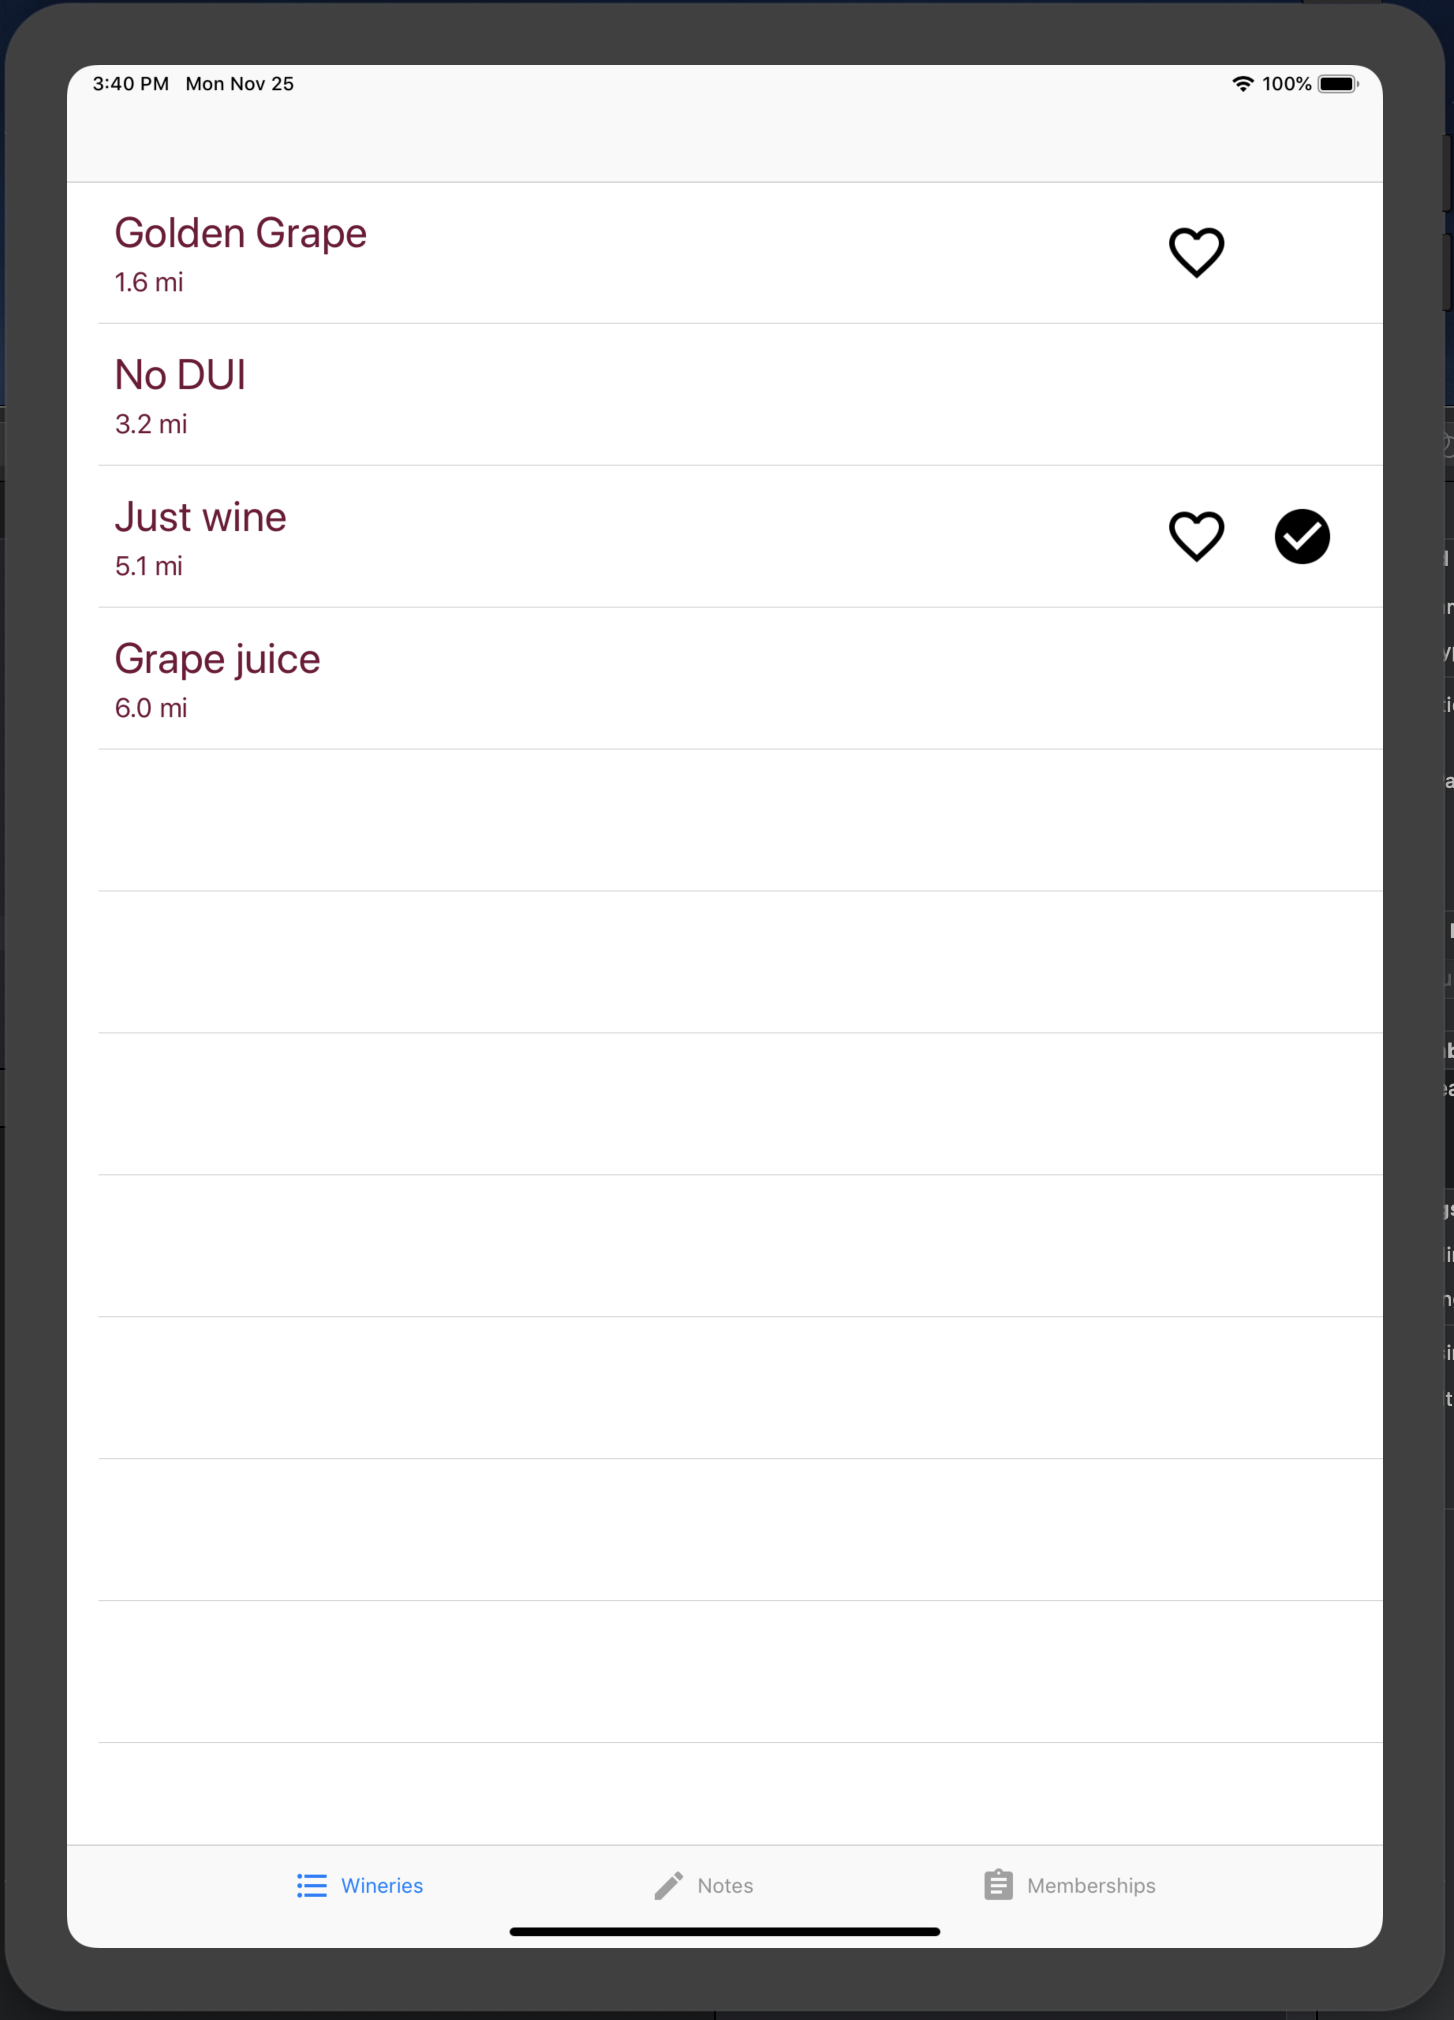 3:40 PM Mon Nov 25 100%
Golden Grape
1.6 mi
No DUI
3.2 mi
Just wine
5.1 mi
Grape juice
6.0 mi
Wineries Notes Memberships